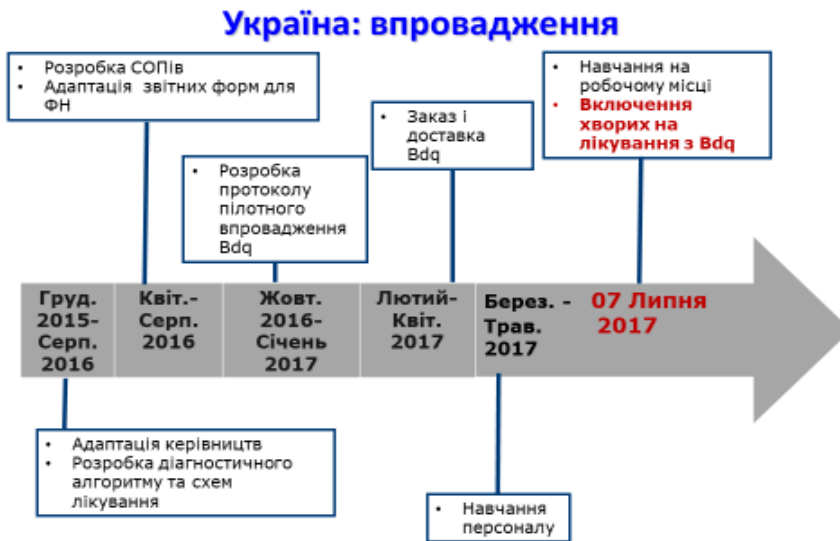 Україна: впровадження
• Розробка СОПів
• Адаптація звітних форм для
ФН
• Розробка
протоколу
пілотного
впровадження
Bdq
• Заказ і
доставка
Bdq
• Навчання на
робочому місці
• Включення
хворих на
лікування з Bdq
Груд.
2015-
Серп.
2016
Квіт.-
Серп.
2016
Жовт.
2016-
Січень
2017
Лютий-
Квіт.
2017
Берез. -
Трав.
2017
07 Липня
2017
• Адаптація керівництв
• Розробка діагностичного
алгоритму та схем
лікування
• Навчання
персоналу